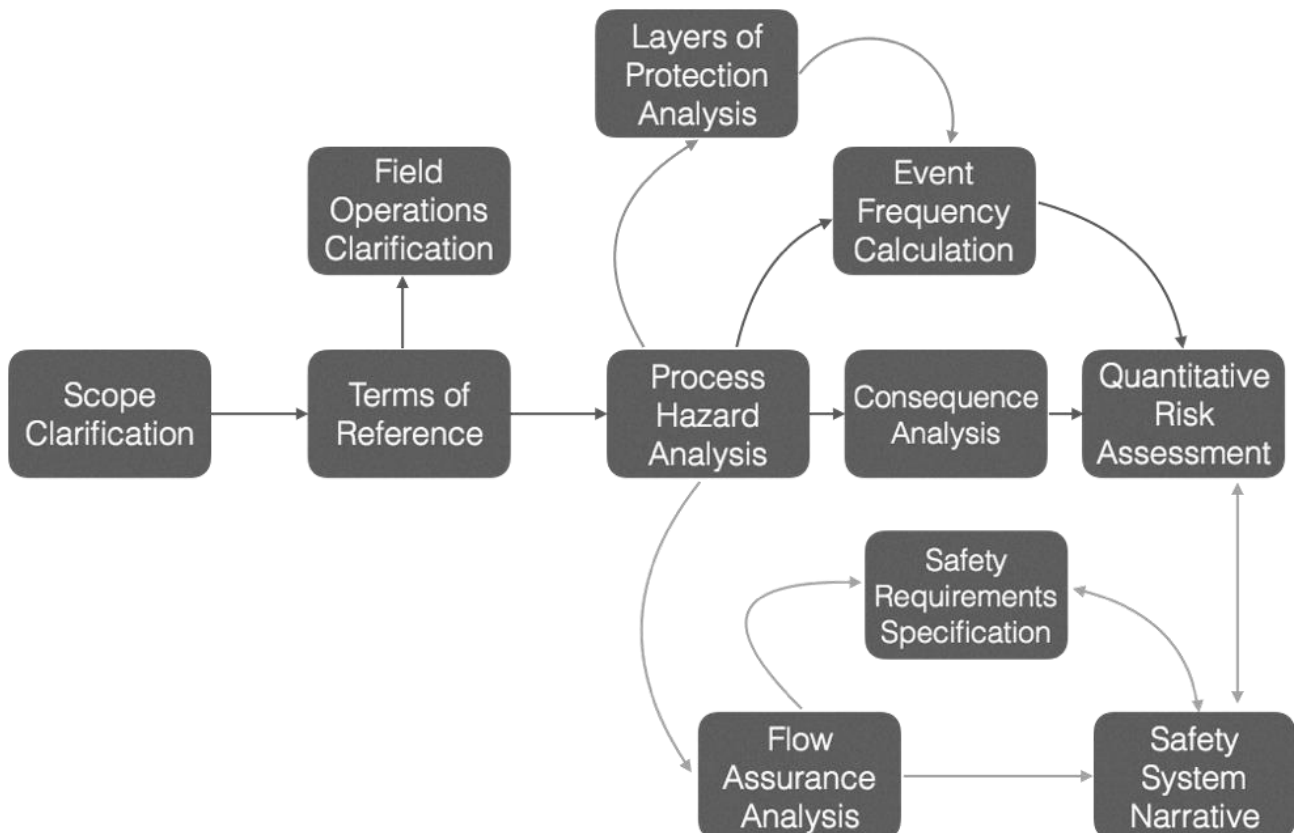 Layers of
Protection
Analysis
Field
Operations
Clarification
Event
Frequency
Calculation
Scope
Clarification
Terms of
Reference
Process
Hazard
Analysis
Consequence
Analysis
Quantitative
Risk
Assessment
Safety
Requirements
Specification
Flow
Assurance
Analysis
Safety
System
Narrative